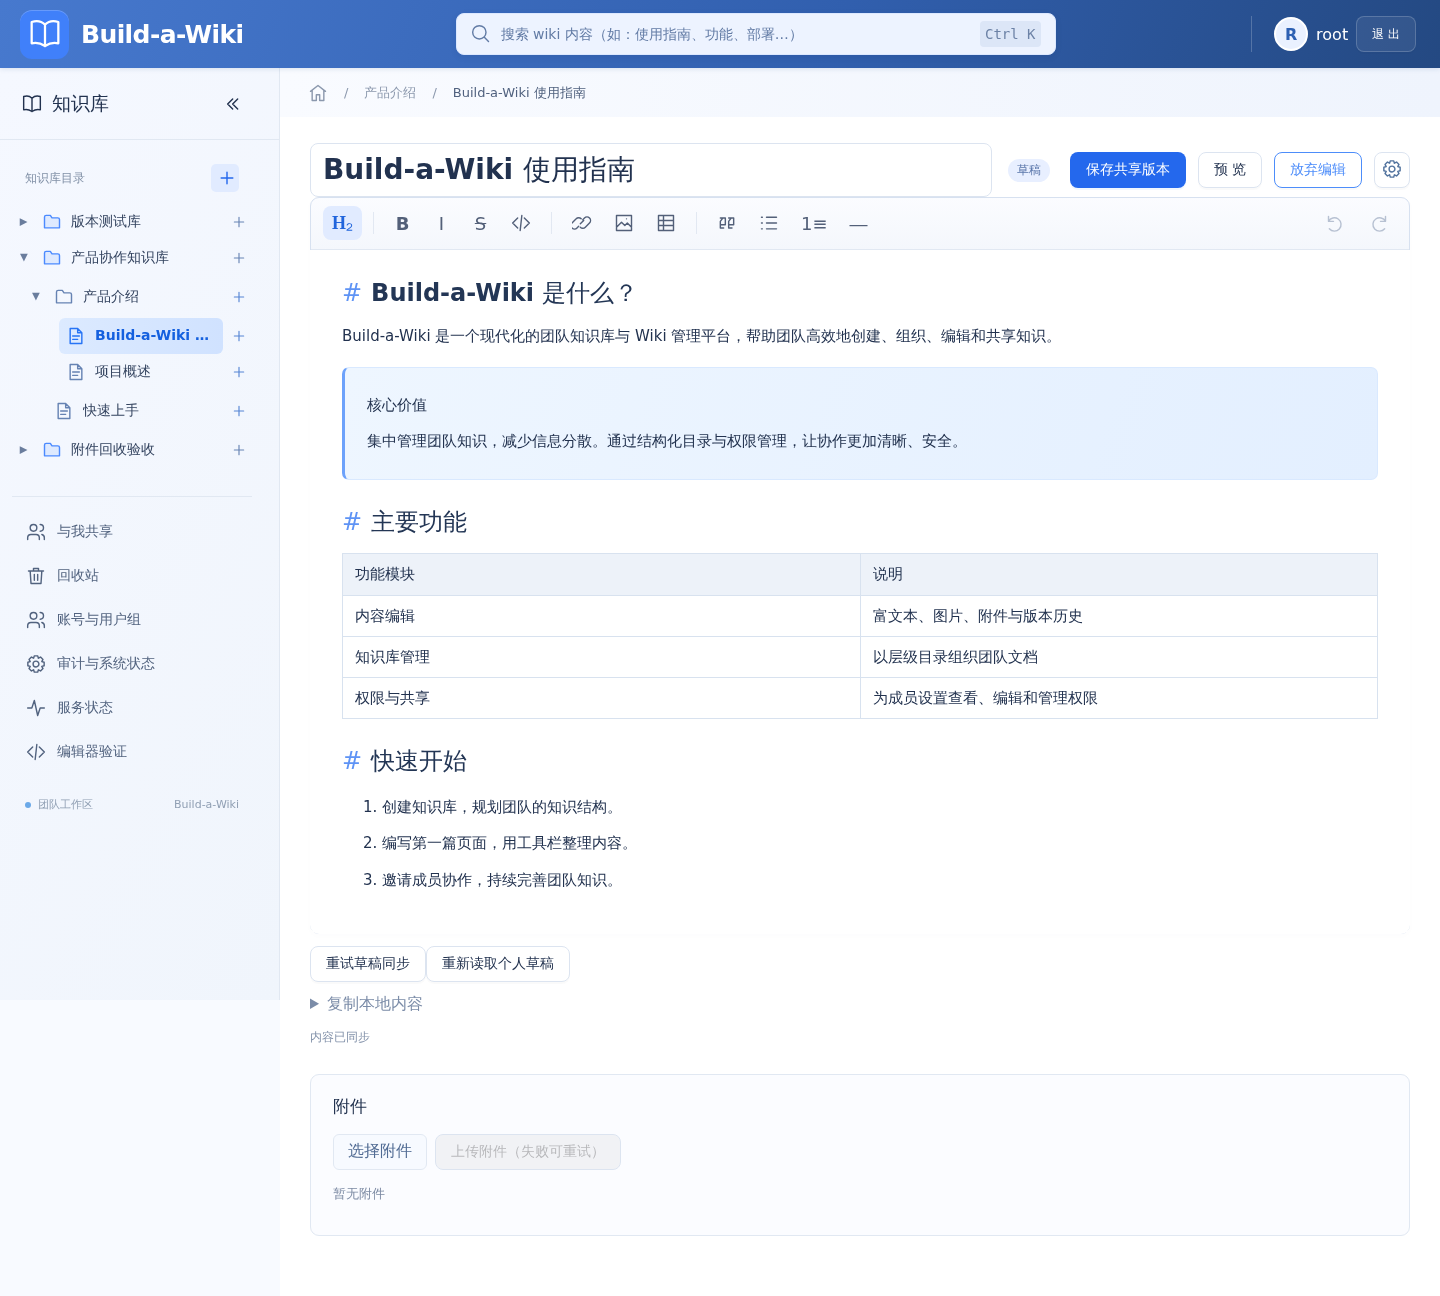 Build-a-Wiki
搜索 wiki 内容（如：使用指南、功能、部署…）
Ctrl K
R
root
退 出
知识库
/ 产品介绍 / Build-a-Wiki 使用指南
知识库目录
版本测试库
产品协作知识库
产品介绍
Build-a-Wiki ...
项目概述
快速上手
附件回收验收
与我共享
回收站
账号与用户组
审计与系统状态
服务状态
编辑器验证
团队工作区
Build-a-Wiki
Build-a-Wiki 使用指南
草稿
保存共享版本
预 览
放弃编辑
H2 B I S 1≡ —
# Build-a-Wiki 是什么？
Build-a-Wiki 是一个现代化的团队知识库与 Wiki 管理平台，帮助团队高效地创建、组织、编辑和共享知识。
核心价值
集中管理团队知识，减少信息分散。通过结构化目录与权限管理，让协作更加清晰、安全。
# 主要功能
功能模块 说明
内容编辑 富文本、图片、附件与版本历史
知识库管理 以层级目录组织团队文档
权限与共享 为成员设置查看、编辑和管理权限
# 快速开始
1. 创建知识库，规划团队的知识结构。
2. 编写第一篇页面，用工具栏整理内容。
3. 邀请成员协作，持续完善团队知识。
重试草稿同步
重新读取个人草稿
复制本地内容
内容已同步
附件
选择附件
上传附件（失败可重试）
暂无附件